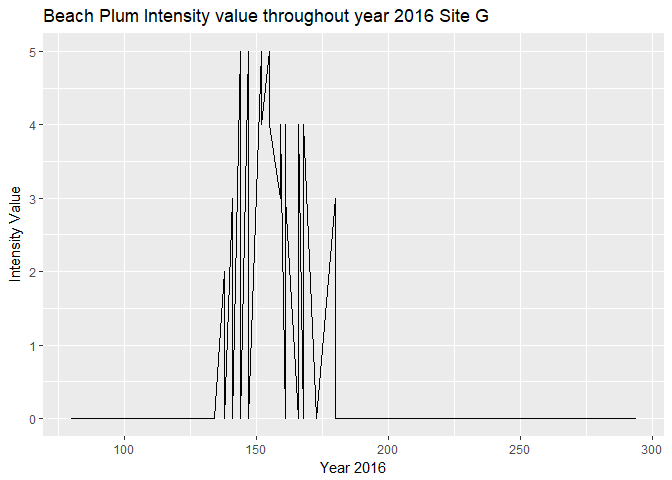 Beach Plum Intensity value throughout year 2016 Site G
5
4
3
2
1
0
Intensity Value
100 150 200 250 300
Year 2016